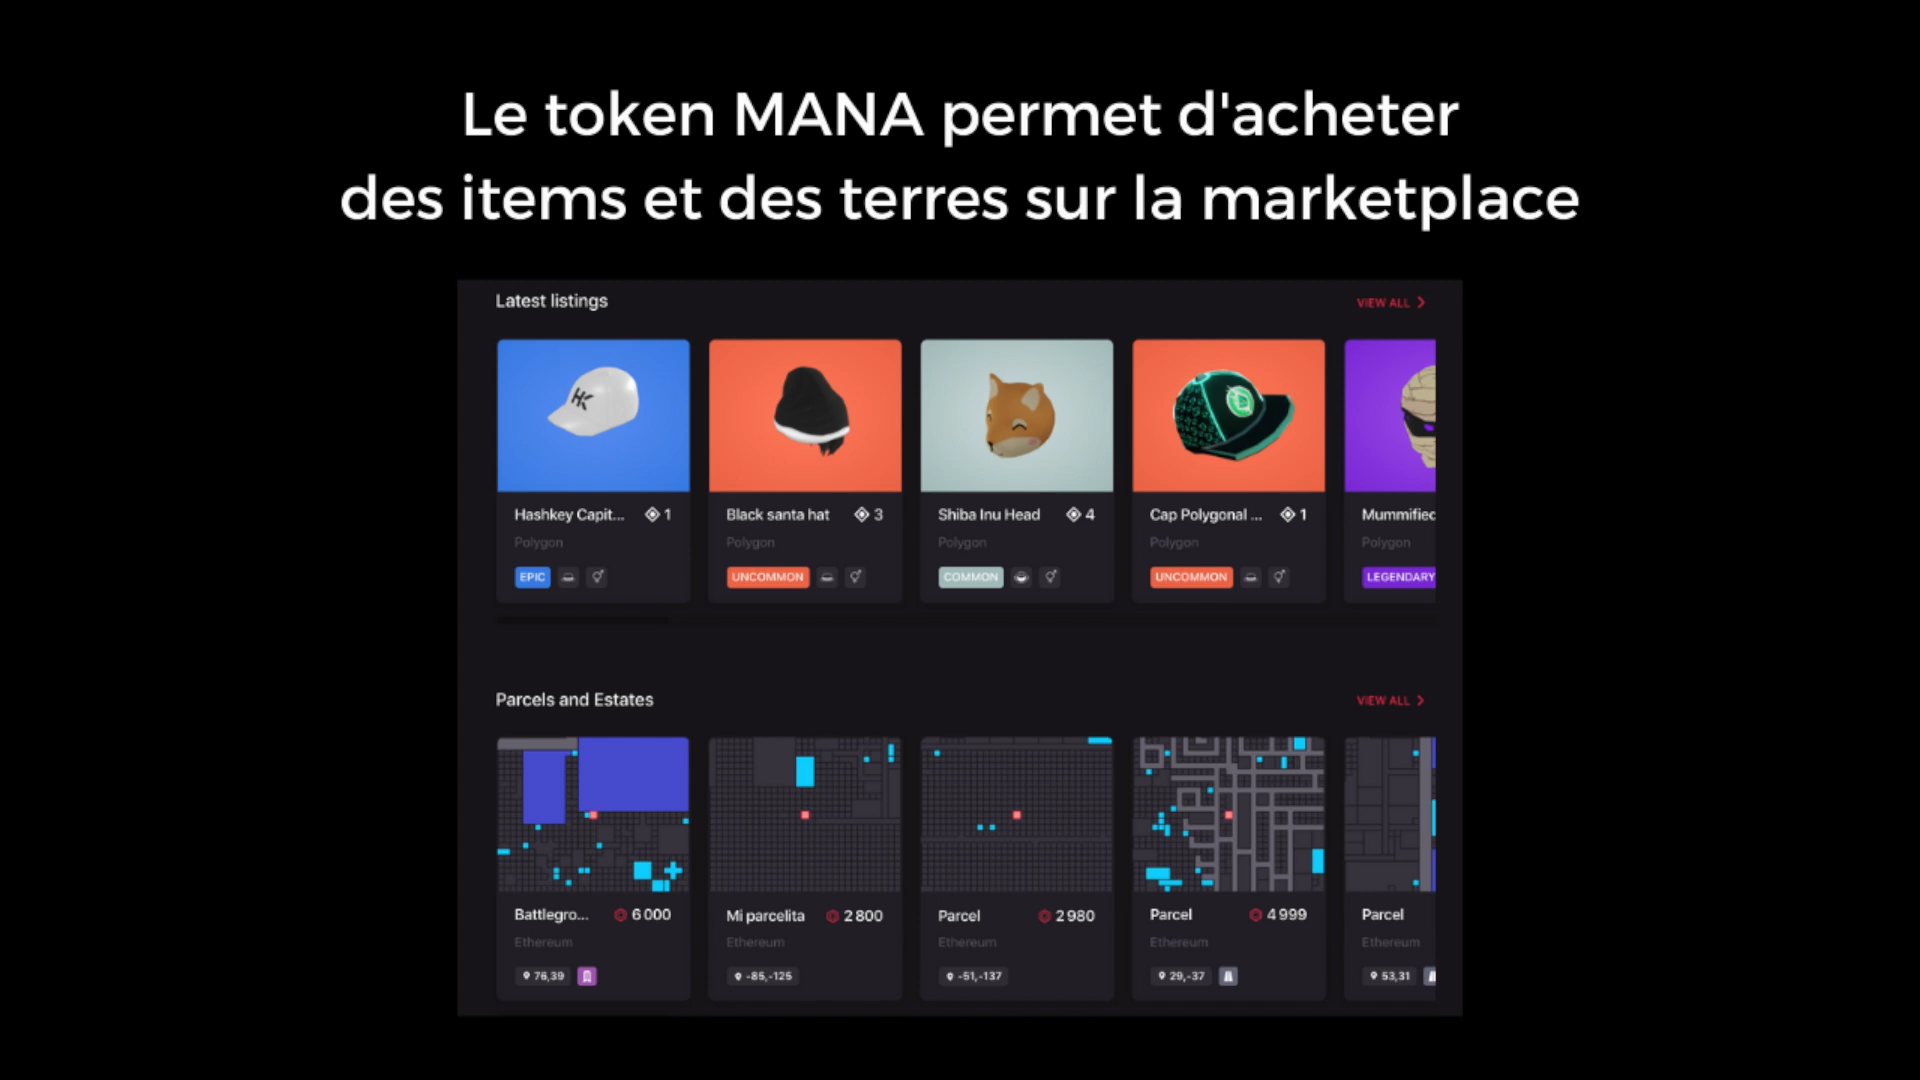 Le token MANA permet d'acheter
des items et des terres sur la marketplace
Latest listings
VIEW ALL
Hashkey Capit... 1
Polygon
EPIC
Black santa hat 3
Polygon
UNCOMMON
Shiba Inu Head 4
Polygon
COMMON
Cap Polygonal ... 1
Polygon
UNCOMMON
Mummified
Polygon
LEGENDARY
Parcels and Estates
VIEW ALL
Battlegro... 6 000
Ethereum
76,39
Mi parcelita 2 800
Ethereum
-85,-125
Parcel 2 980
Ethereum
-51,-137
Parcel 4 999
Ethereum
29,-37
Parcel
Ethereum
53,31